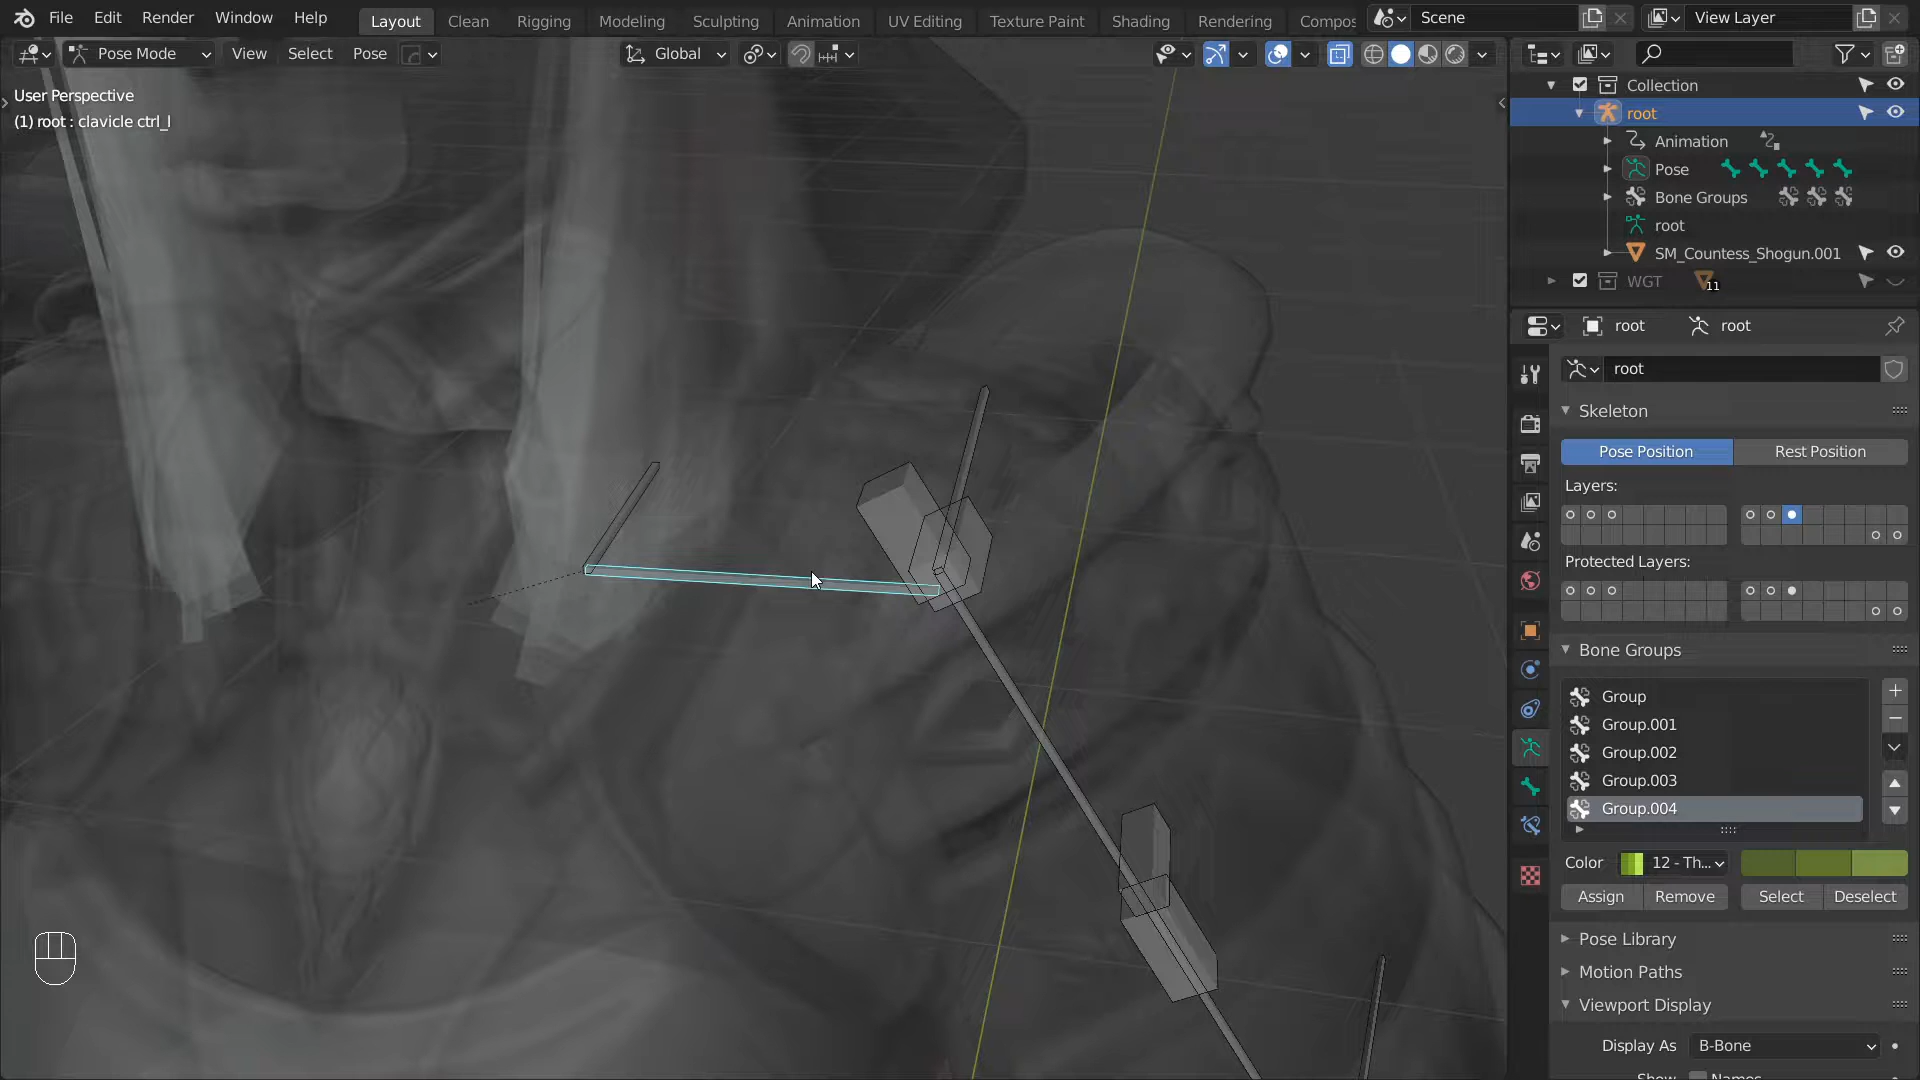 File Edit Render Window Help Layout Clean Rigging Modeling Sculpting Animation UV Editing Texture Paint Shading Rendering Compos Scene View Layer
Pose Mode View Select Pose Global
User Perspective
(1) root : clavicle ctrl_l
Collection
root
Animation 2
Pose
Bone Groups
root
SM_Countess_Shogun.001
WGT 11
root root
root
Skeleton
Pose Position Rest Position
Layers:
Protected Layers:
Bone Groups
Group
Group.001
Group.002
Group.003
Group.004
Color 12 - Th...
Assign Remove Select Deselect
Pose Library
Motion Paths
Viewport Display
Display As B-Bone
Show Names